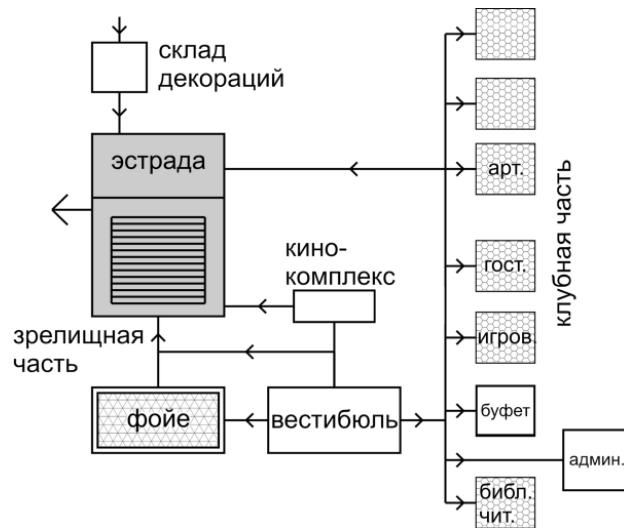 склад
декораций
эстрада
арт.
клубная часть
кино-
комплекс
гост.
зрелищная
часть
игров.
фойе
вестибюль
буфет
админ.
библ.
чит.